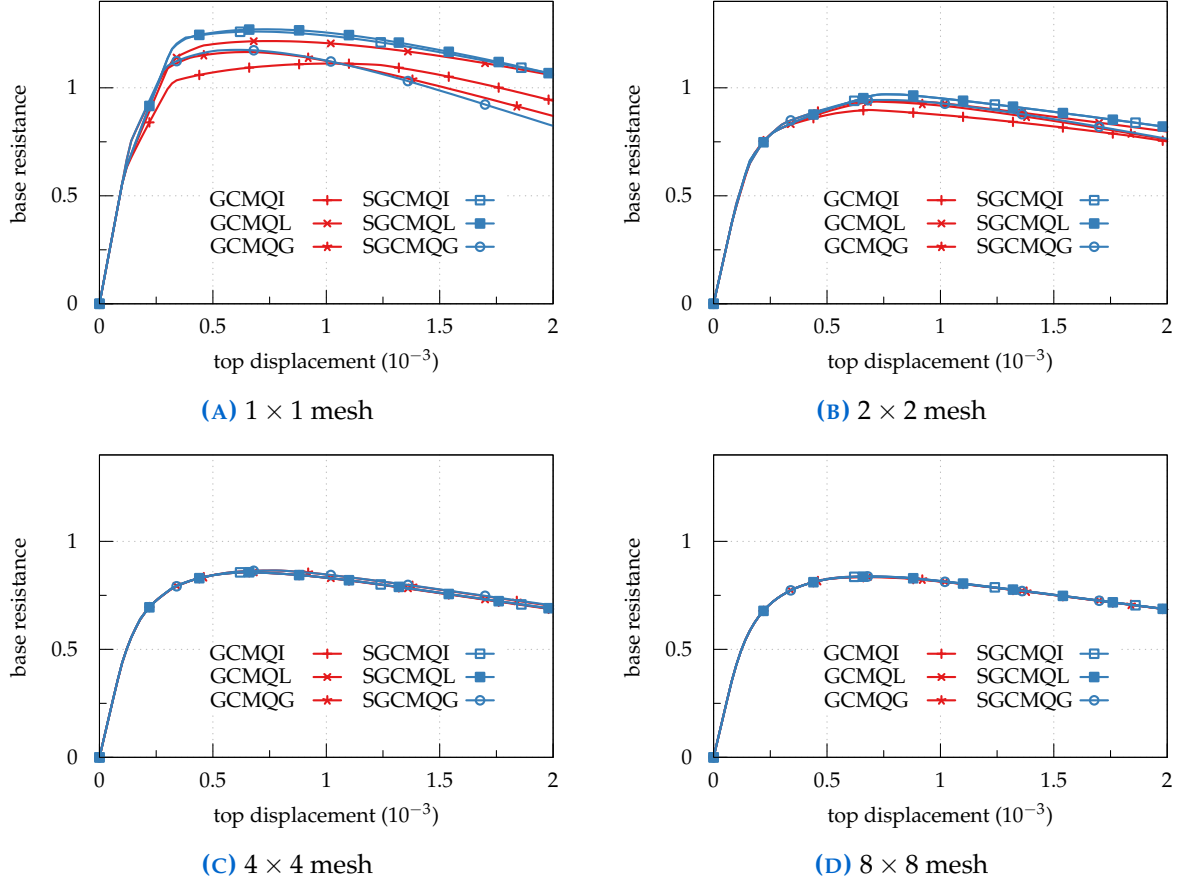 base resistance
1
0.5
0
GCMQI SGCMQI
GCMQL SGCMQL
GCMQG SGCMQG
0 0.5 1 1.5 2
top displacement (10⁻³)
(A) 1 × 1 mesh
base resistance
1
0.5
0
GCMQI SGCMQI
GCMQL SGCMQL
GCMQG SGCMQG
0 0.5 1 1.5 2
top displacement (10⁻³)
(B) 2 × 2 mesh
base resistance
1
0.5
0
GCMQI SGCMQI
GCMQL SGCMQL
GCMQG SGCMQG
0 0.5 1 1.5 2
top displacement (10⁻³)
(C) 4 × 4 mesh
base resistance
1
0.5
0
GCMQI SGCMQI
GCMQL SGCMQL
GCMQG SGCMQG
0 0.5 1 1.5 2
top displacement (10⁻³)
(D) 8 × 8 mesh